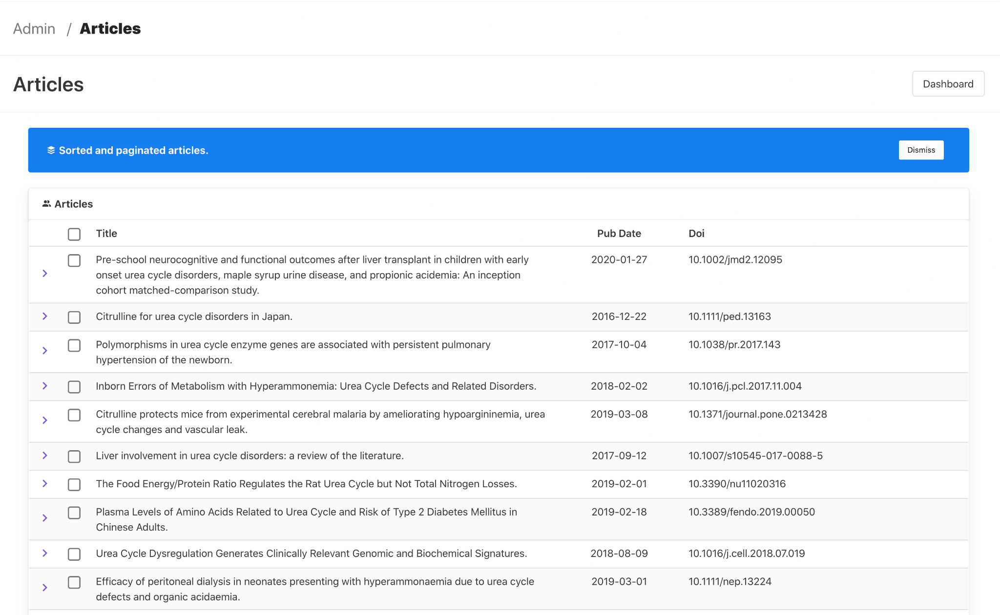 Admin / Articles
Articles
Dashboard
Sorted and paginated articles.
Dismiss
Articles
Title Pub Date Doi
Pre-school neurocognitive and functional outcomes after liver transplant in children with early 2020-01-27 10.1002/jmd2.12095
onset urea cycle disorders, maple syrup urine disease, and propionic acidemia: An inception
cohort matched-comparison study.
Citrulline for urea cycle disorders in Japan. 2016-12-22 10.1111/ped.13163
Polymorphisms in urea cycle enzyme genes are associated with persistent pulmonary 2017-10-04 10.1038/pr.2017.143
hypertension of the newborn.
Inborn Errors of Metabolism with Hyperammonemia: Urea Cycle Defects and Related Disorders. 2018-02-02 10.1016/j.pcl.2017.11.004
Citrulline protects mice from experimental cerebral malaria by ameliorating hypoargininemia, urea 2019-03-08 10.1371/journal.pone.0213428
cycle changes and vascular leak.
Liver involvement in urea cycle disorders: a review of the literature. 2017-09-12 10.1007/s10545-017-0088-5
The Food Energy/Protein Ratio Regulates the Rat Urea Cycle but Not Total Nitrogen Losses. 2019-02-01 10.3390/nu11020316
Plasma Levels of Amino Acids Related to Urea Cycle and Risk of Type 2 Diabetes Mellitus in 2019-02-18 10.3389/fendo.2019.00050
Chinese Adults.
Urea Cycle Dysregulation Generates Clinically Relevant Genomic and Biochemical Signatures. 2018-08-09 10.1016/j.cell.2018.07.019
Efficacy of peritoneal dialysis in neonates presenting with hyperammonaemia due to urea cycle 2019-03-01 10.1111/nep.13224
defects and organic acidaemia.